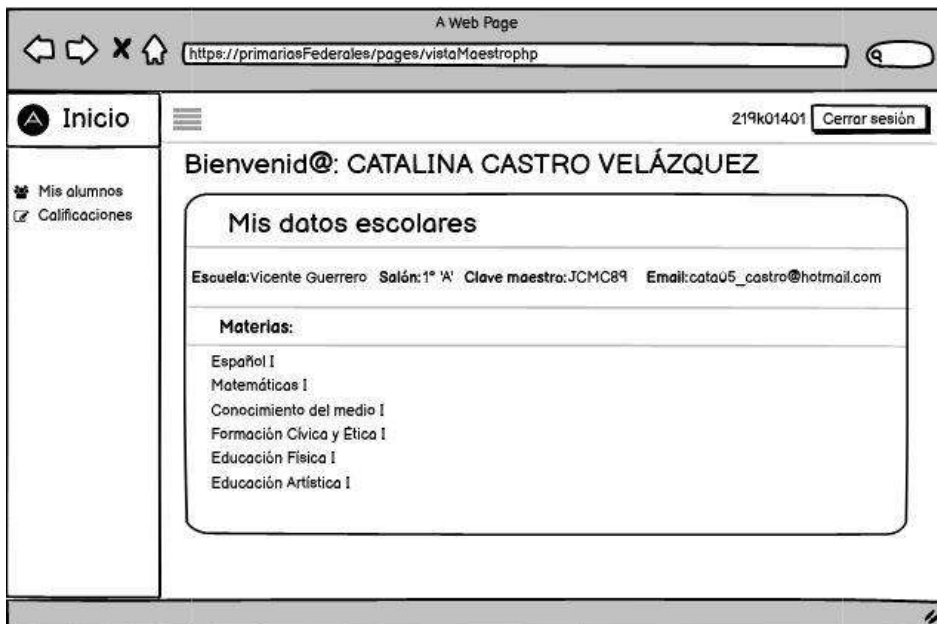 A Web Page
https://primariasFederales/pages/vistaMaestrophp
A Inicio
219k01401 Cerrar sesión
Bienvenid@: CATALINA CASTRO VELÁZQUEZ
Mis alumnos
Calificaciones
Mis datos escolares
Escuela:Vicente Guerrero Salón:1° 'A' Clave maestro:JCMC89 Email:cata05_castro@hotmail.com
Materias:
Español I
Matemáticas I
Conocimiento del medio I
Formación Cívica y Ética I
Educación Física I
Educación Artística I